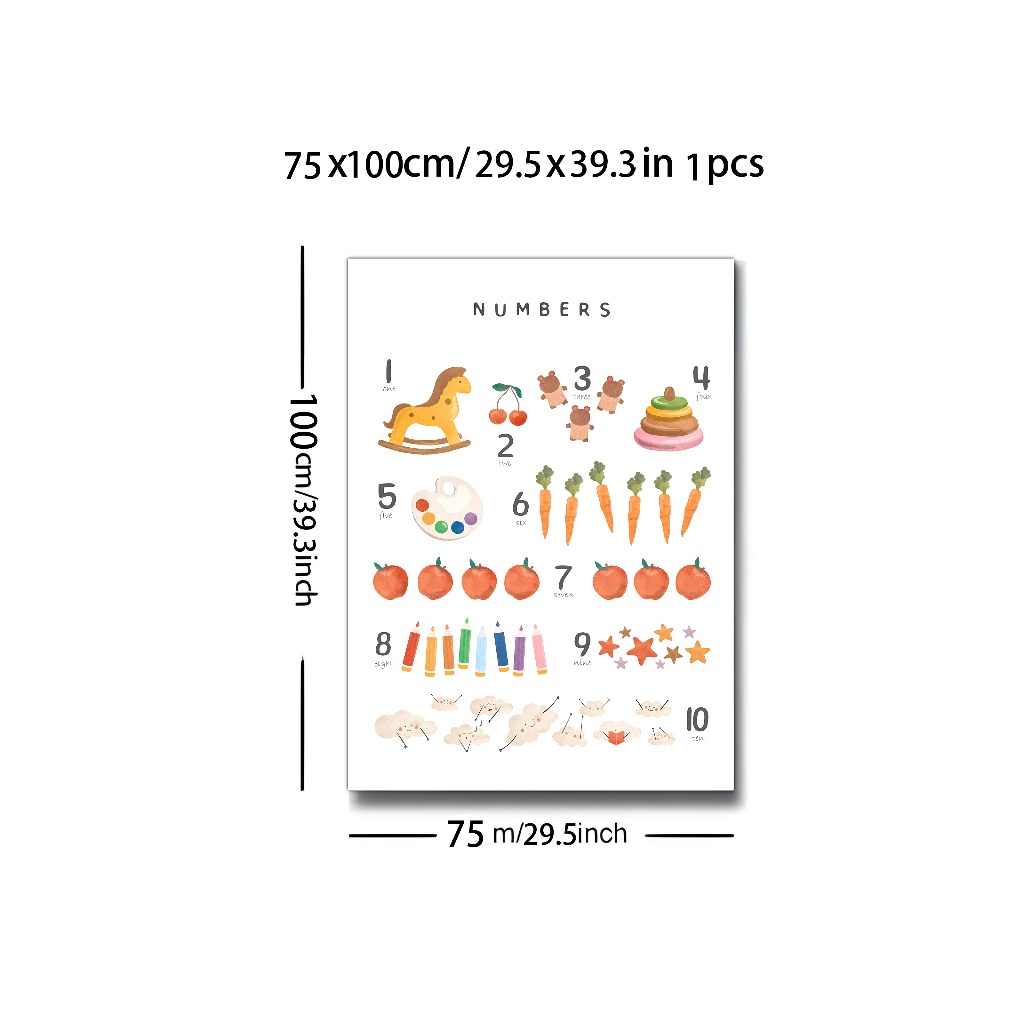 75x100cm/ 29.5x39.3in 1pcs
NUMBERS
1
one
3
three
4
four
2
two
5
five
6
six
7
seven
8
eight
9
nine
10
ten
100cm/39.3inch
75 m/29.5inch